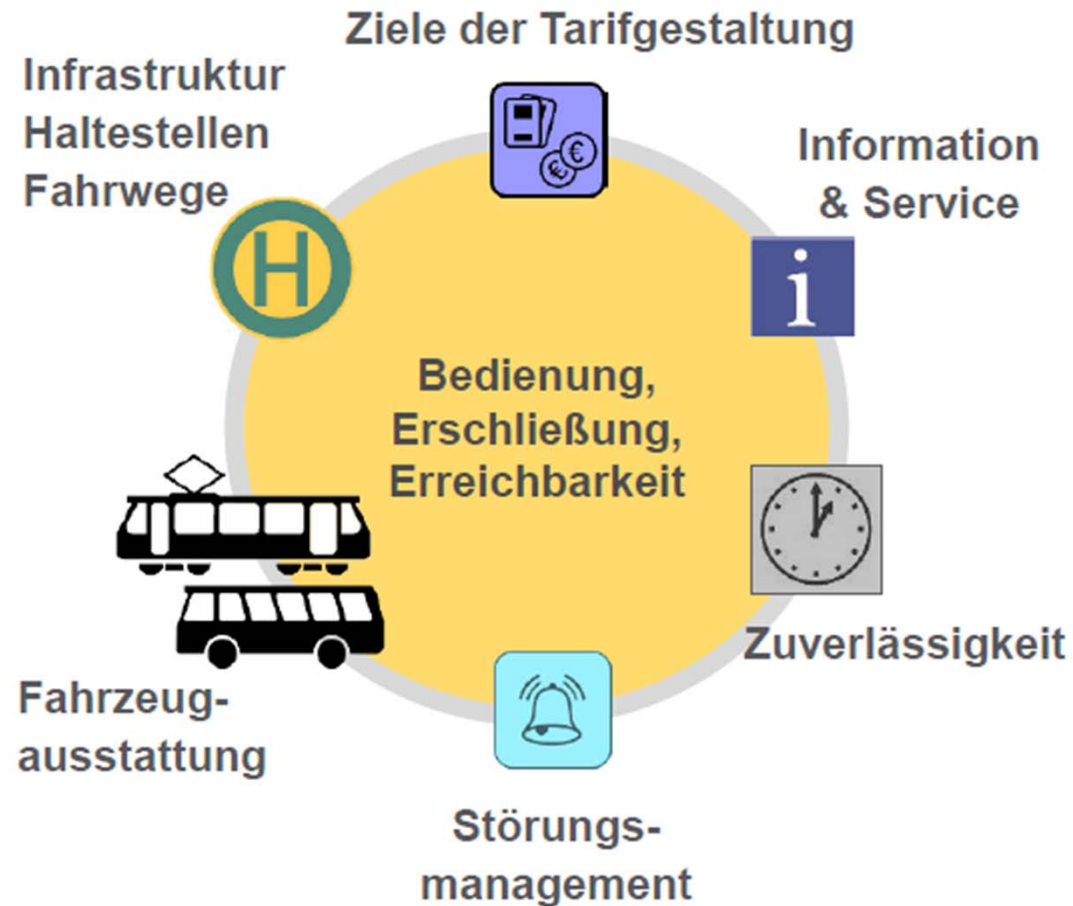 Ziele der Tarifgestaltung
Infrastruktur
Haltestellen
Fahrwege
H
Information
& Service
i
Bedienung,
Erschließung,
Erreichbarkeit
Zuverlässigkeit
Fahrzeug-
ausstattung
Störungs-
management